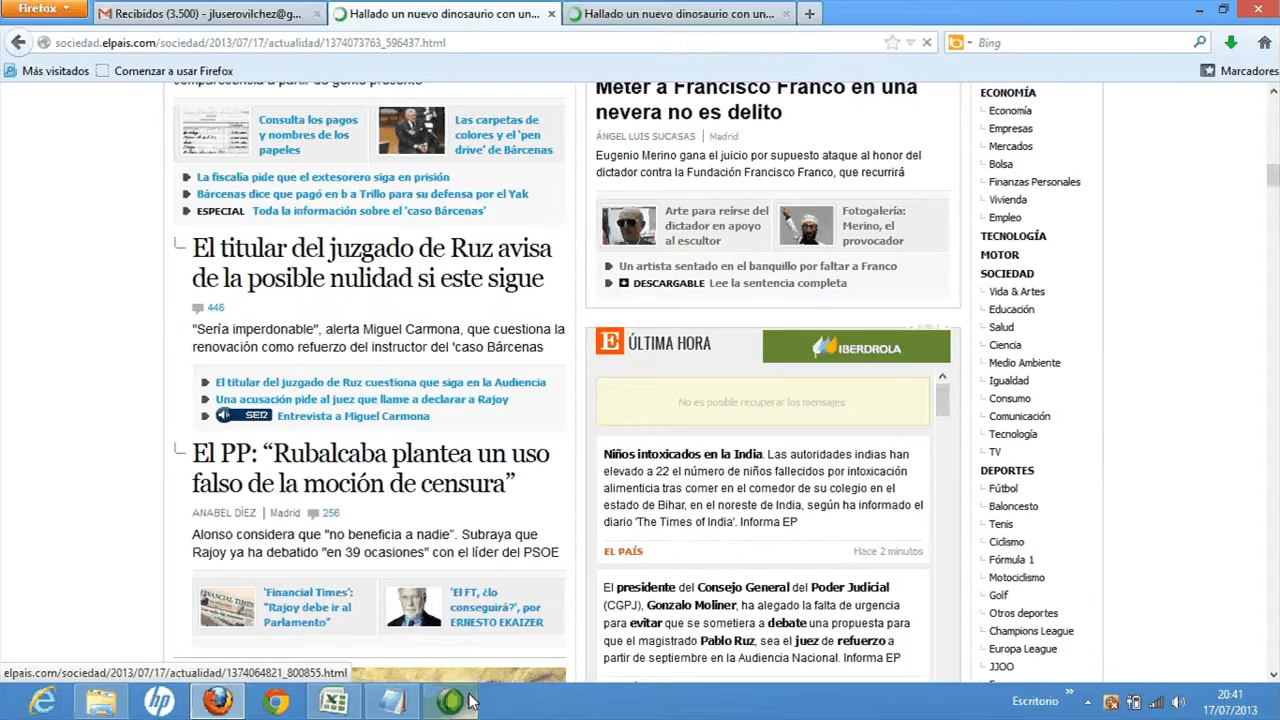 Firefox
Recibidos (3.500) - jluserovilchez@g...
Hallado un nuevo dinosaurio con un...
Hallado un nuevo dinosaurio con un...
sociedad.elpais.com/sociedad/2013/07/17/actualidad/1374073763_596437.html
Bing
Más visitados
Comenzar a usar Firefox
Marcadores
Consulta los pagos
y nombres de los
papeles
Las carpetas de
colores y el 'pen
drive' de Bárcenas
La fiscalía pide que el extesorero siga en prisión
Bárcenas dice que pagó en b a Trillo para su defensa por el Yak
ESPECIAL Toda la información sobre el 'caso Bárcenas'
El titular del juzgado de Ruz avisa
de la posible nulidad si este sigue
446
"Sería imperdonable", alerta Miguel Carmona, que cuestiona la
renovación como refuerzo del instructor del 'caso Bárcenas
El titular del juzgado de Ruz cuestiona que siga en la Audiencia
Una acusación pide al juez que llame a declarar a Rajoy
SER Entrevista a Miguel Carmona
El PP: “Rubalcaba plantea un uso
falso de la moción de censura”
ANABEL DÍEZ | Madrid 256
Alonso considera que "no beneficia a nadie”. Subraya que
Rajoy ya ha debatido "en 39 ocasiones" con el líder del PSOE
'Financial Times':
"Rajoy debe ir al
Parlamento"
'El FT, ¿lo
conseguirá?', por
ERNESTO EKAIZER
elpais.com/sociedad/2013/07/17/actualidad/1374064821_800855.html
Meter a Francisco Franco en una
nevera no es delito
ÁNGEL LUIS SUCASAS | Madrid
Eugenio Merino gana el juicio por supuesto ataque al honor del
dictador contra la Fundación Francisco Franco, que recurrirá
Arte para reírse del
dictador en apoyo
al escultor
Fotogalería:
Merino, el
provocador
Un artista sentado en el banquillo por faltar a Franco
DESCARGABLE Lee la sentencia completa
E ÚLTIMA HORA
IBERDROLA
No es posible recuperar los mensajes
Niños intoxicados en la India. Las autoridades indias han
elevado a 22 el número de niños fallecidos por intoxicación
alimenticia tras comer en el comedor de su colegio en el
estado de Bihar, en el noreste de India, según ha informado el
diario 'The Times of India'. Informa EP
EL PAÍS
Hace 2 minutos
El presidente del Consejo General del Poder Judicial
(CGPJ), Gonzalo Moliner, ha alegado la falta de urgencia
para evitar que se sometiera a debate una propuesta para
que el magistrado Pablo Ruz, sea el juez de refuerzo a
partir de septiembre en la Audiencia Nacional. Informa EP
ECONOMÍA
Economía
Empresas
Mercados
Bolsa
Finanzas Personales
Vivienda
Empleo
TECNOLOGÍA
MOTOR
SOCIEDAD
Vida & Artes
Educación
Salud
Ciencia
Medio Ambiente
Igualdad
Consumo
Comunicación
Tecnología
TV
DEPORTES
Fútbol
Baloncesto
Tenis
Ciclismo
Fórmula 1
Motociclismo
Golf
Otros deportes
Champions League
Europa League
JJOO
FINANCIAL TIMES
hp
Escritorio
20:41
17/07/2013